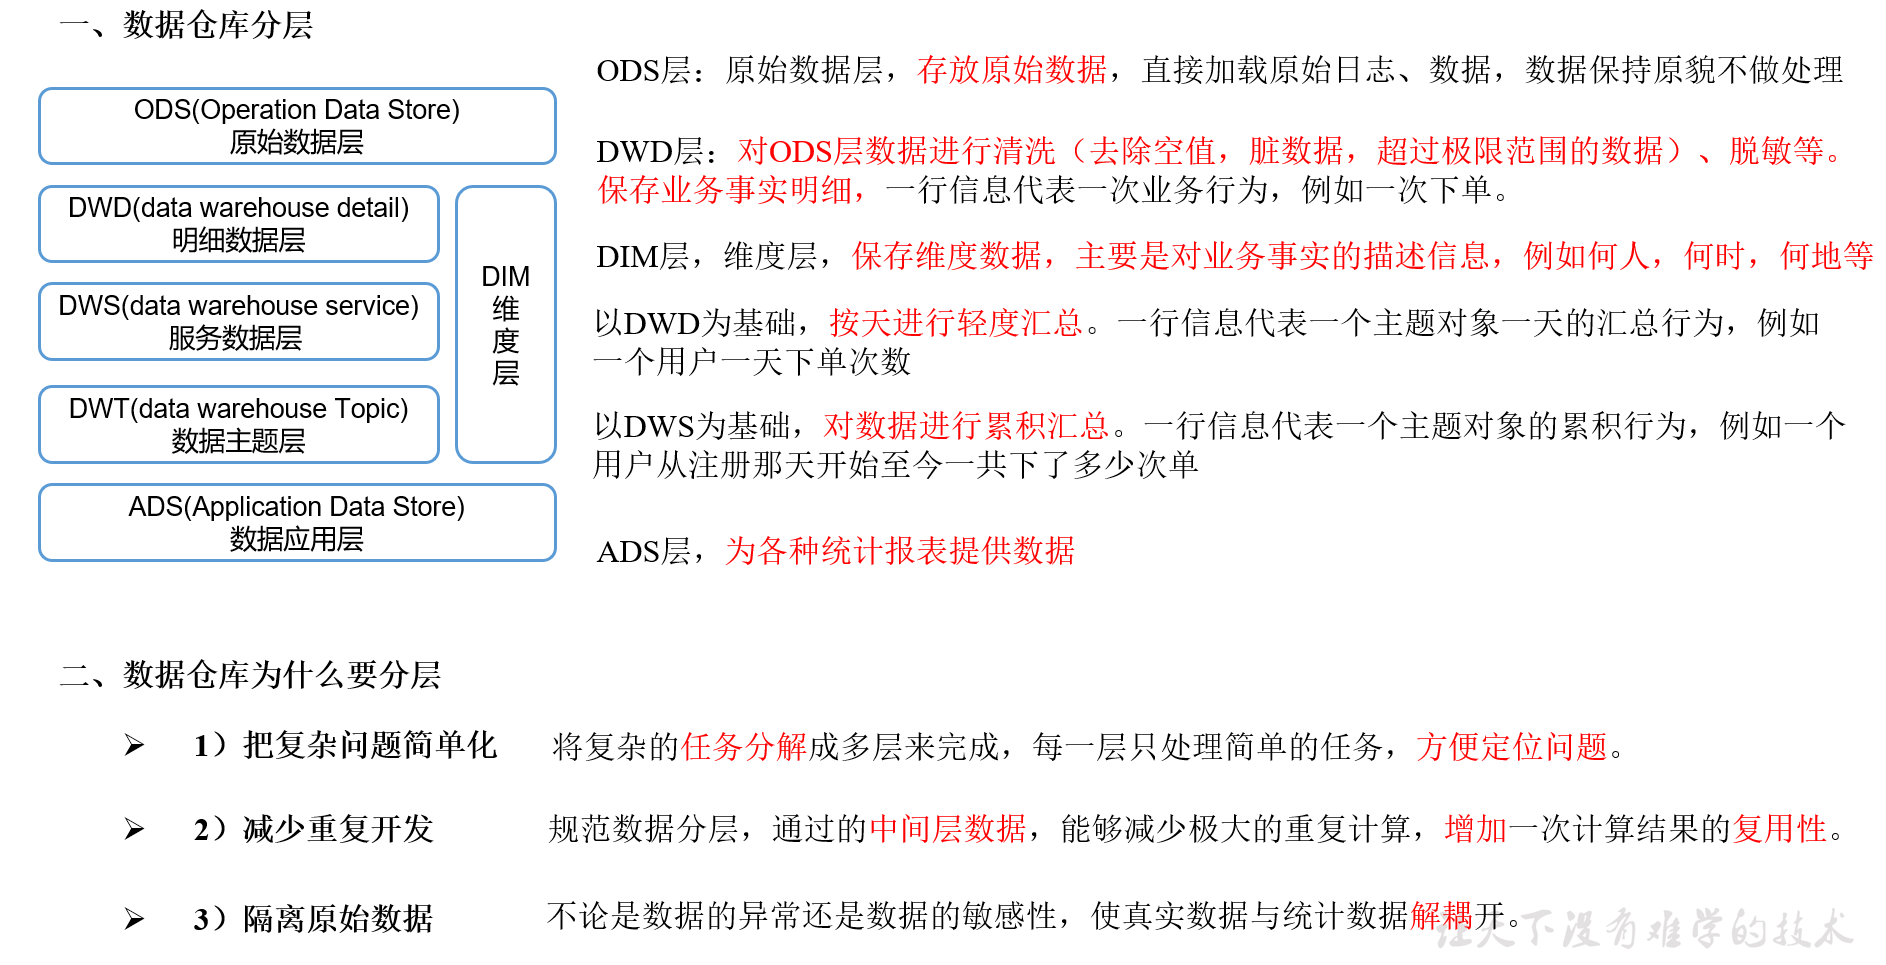 一、数据仓库分层
ODS(Operation Data Store)
原始数据层
ODS层：原始数据层，存放原始数据，直接加载原始日志、数据，数据保持原貌不做处理
DWD(data warehouse detail)
明细数据层
DWD层：对ODS层数据进行清洗（去除空值，脏数据，超过极限范围的数据）、脱敏等。
保存业务事实明细，一行信息代表一次业务行为，例如一次下单。
DIM
维
度
层
DIM层，维度层，保存维度数据，主要是对业务事实的描述信息，例如何人，何时，何地等
DWS(data warehouse service)
服务数据层
以DWD为基础，按天进行轻度汇总。一行信息代表一个主题对象一天的汇总行为，例如
一个用户一天下单次数
DWT(data warehouse Topic)
数据主题层
以DWS为基础，对数据进行累积汇总。一行信息代表一个主题对象的累积行为，例如一个
用户从注册那天开始至今一共下了多少次单
ADS(Application Data Store)
数据应用层
ADS层，为各种统计报表提供数据
二、数据仓库为什么要分层
➢ 1）把复杂问题简单化 将复杂的任务分解成多层来完成，每一层只处理简单的任务，方便定位问题。
➢ 2）减少重复开发 规范数据分层，通过的中间层数据，能够减少极大的重复计算，增加一次计算结果的复用性。
➢ 3）隔离原始数据 不论是数据的异常还是数据的敏感性，使真实数据与统计数据解耦开。
让天下没有难学的技术